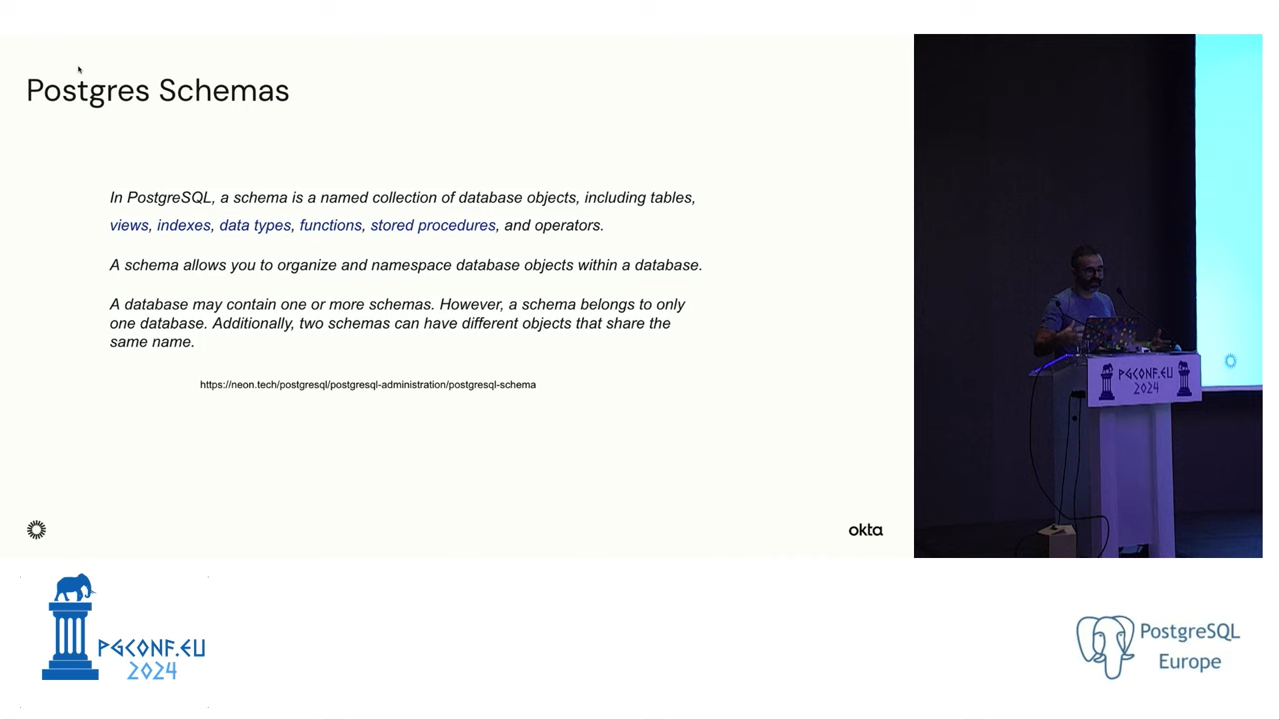 Postgres Schemas
In PostgreSQL, a schema is a named collection of database objects, including tables,
views, indexes, data types, functions, stored procedures, and operators.
A schema allows you to organize and namespace database objects within a database.
A database may contain one or more schemas. However, a schema belongs to only
one database. Additionally, two schemas can have different objects that share the
same name.
https://neon.tech/postgresql/postgresql-administration/postgresql-schema
okta
PGCONF.EU
2024
PGCONF.EU
2024
PostgreSQL
Europe